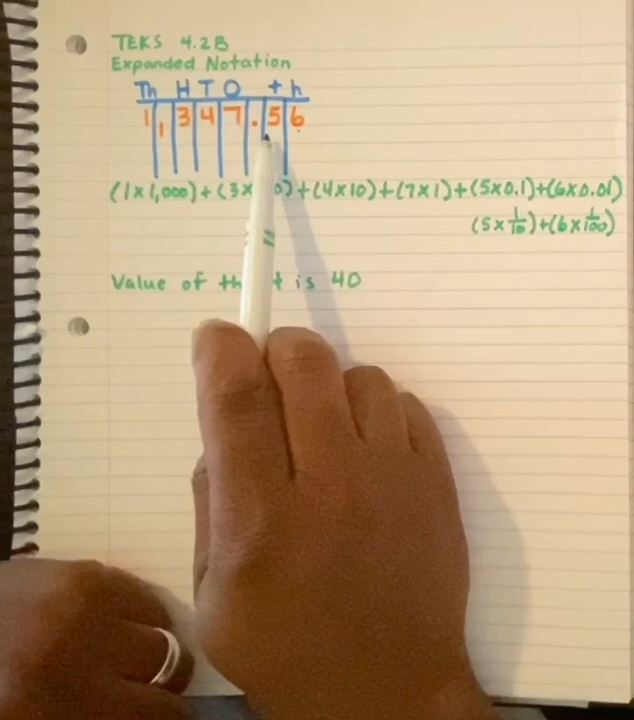 TEKS 4.2B
Expanded Notation
Th H T O t h
1,347.56
(1×1,000)+(3× 0)+(4×10)+(7×1)+(5×0.1)+(6×0.01)
(5×1/10)+(6×1/100)
Value of is 40